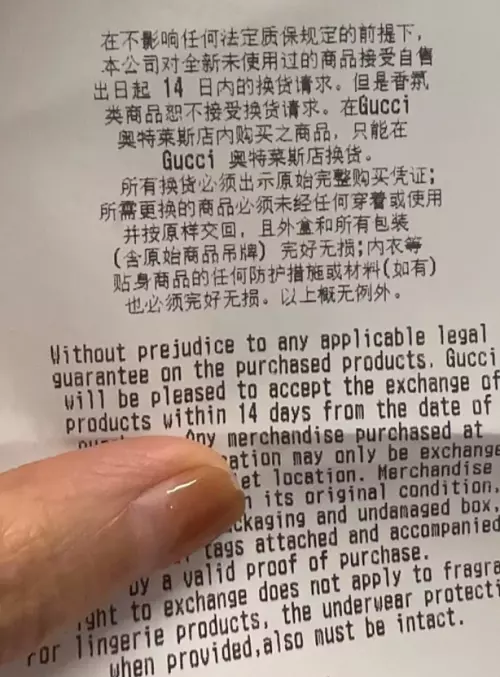 在不影响任何法定质保规定的前提下,
本公司对全新未使用过的商品接受自售
出日起 14 日内的换货请求。但是香氛
类商品恕不接受换货请求。在Gucci
奥特莱斯店内购买之商品, 只能在
Gucci 奥特莱斯店换货。
所有换货必须出示原始完整购买凭证;
所需更换的商品必须未经任何穿着或使用
并按原样交回, 且外盒和所有包装
(含原始商品吊牌) 完好无损;内衣等
贴身商品的任何防护措施或材料(如有)
也必须完好无损。以上概无例外。
Without prejudice to any applicable legal
guarantee on the purchased products, Gucci
will be pleased to accept the exchange of
products within 14 days from the date of
Any merchandise purchased at
may only be exchange
location. Merchandise
its original condition,
and undamaged box,
tags attached and accompanied
by a valid proof of purchase.
to exchange does not apply to fragra
For lingerie products, the underwear protecti
when provided,also must be intact.